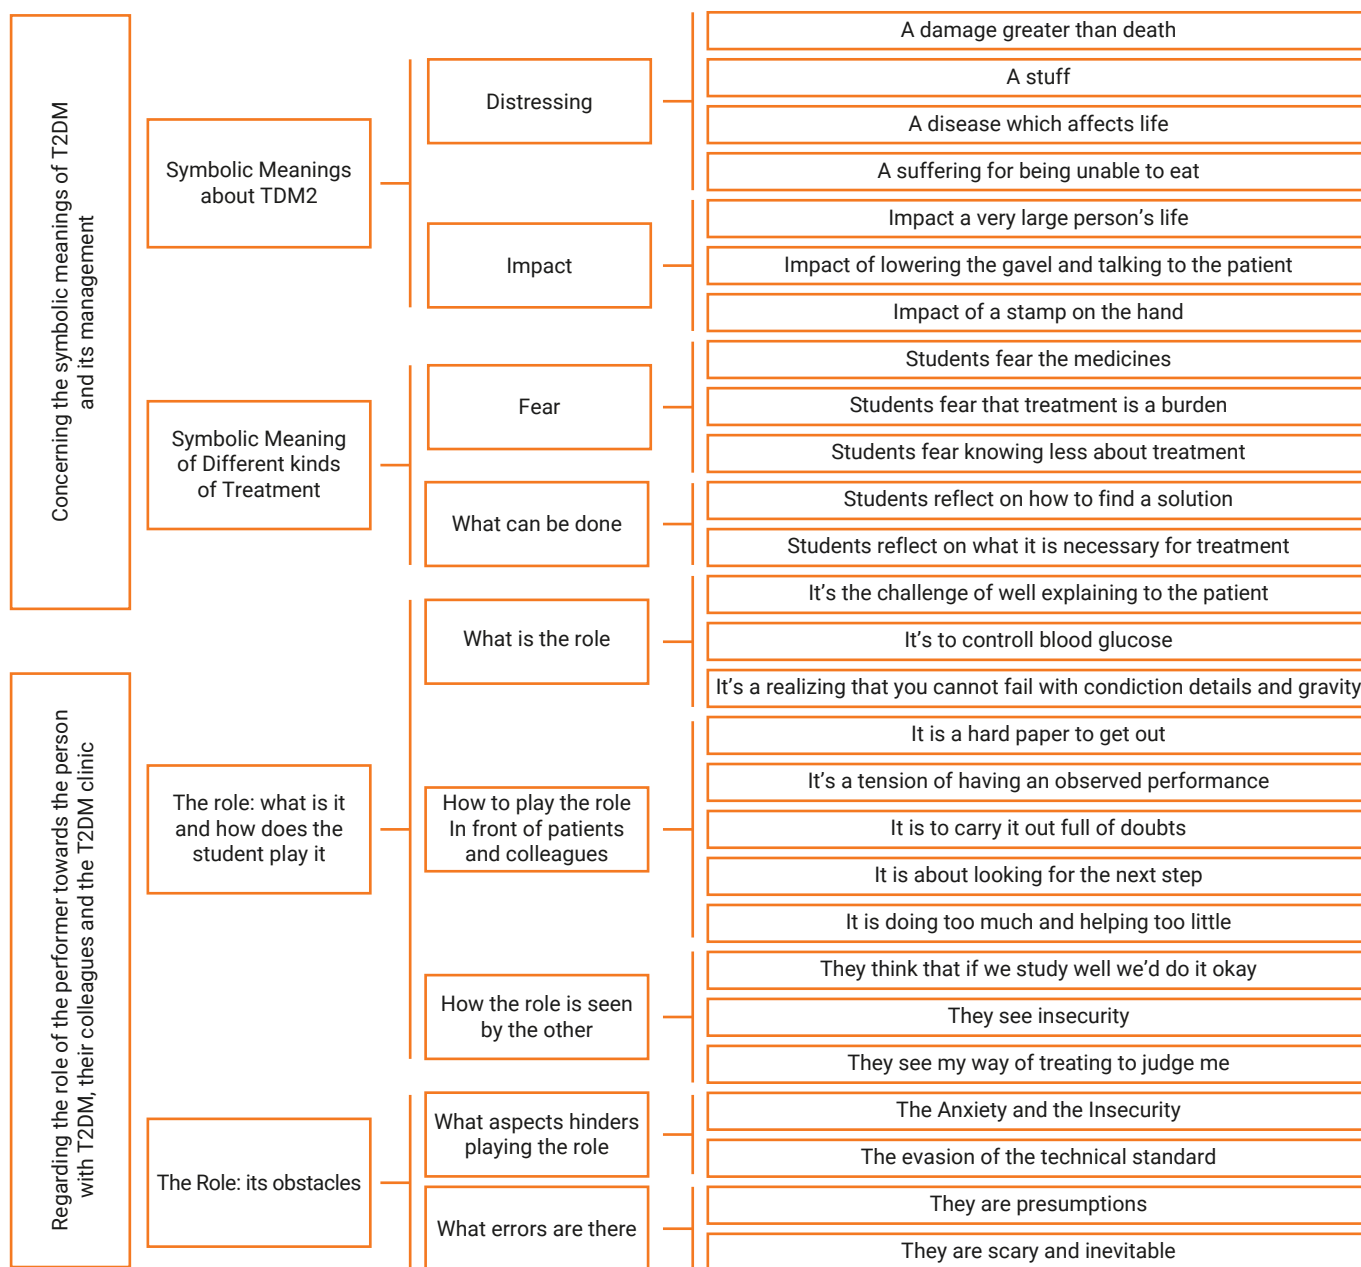 Concerning the symbolic meanings of T2DM
and its management
Symbolic Meanings
about TDM2
Distressing
A damage greater than death
A stuff
A disease which affects life
A suffering for being unable to eat
Impact
Impact a very large person’s life
Impact of lowering the gavel and talking to the patient
Impact of a stamp on the hand
Symbolic Meaning
of Different kinds
of Treatment
Fear
Students fear the medicines
Students fear that treatment is a burden
Students fear knowing less about treatment
What can be done
Students reflect on how to find a solution
Students reflect on what it is necessary for treatment
Regarding the role of the performer towards the person
with T2DM, their colleagues and the T2DM clinic
The role: what is it
and how does the
student play it
What is the role
It’s the challenge of well explaining to the patient
It’s to controll blood glucose
It’s a realizing that you cannot fail with condiction details and gravity
How to play the role
In front of patients
and colleagues
It is a hard paper to get out
It’s a tension of having an observed performance
It is to carry it out full of doubts
It is about looking for the next step
It is doing too much and helping too little
How the role is seen
by the other
They think that if we study well we’d do it okay
They see insecurity
They see my way of treating to judge me
The Role: its obstacles
What aspects hinders
playing the role
The Anxiety and the Insecurity
The evasion of the technical standard
What errors are there
They are presumptions
They are scary and inevitable